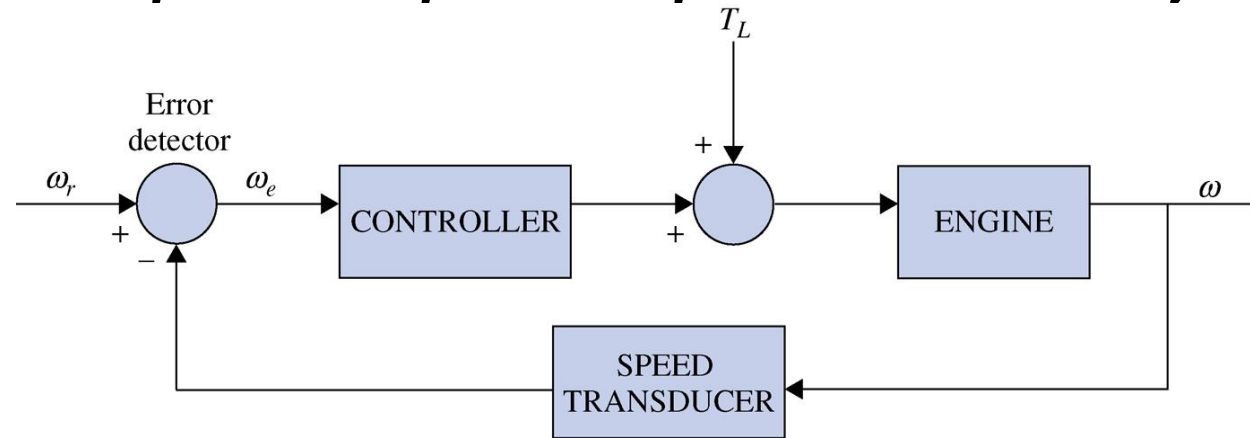 T_L
Error
detector
ω_r
ω_e
+
−
CONTROLLER
+
+
ENGINE
ω
SPEED
TRANSDUCER